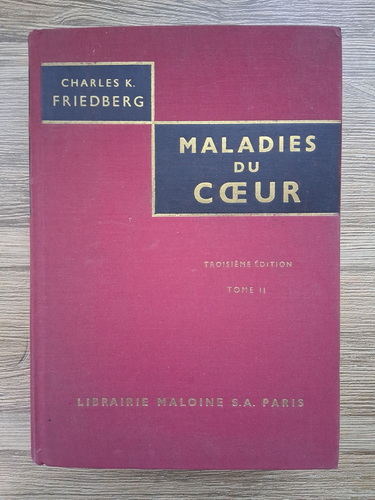 CHARLES K.
FRIEDBERG
MALADIES
DU
CŒUR
TROISIÈME ÉDITION
TOME II
LIBRAIRIE MALOINE S.A. PARIS